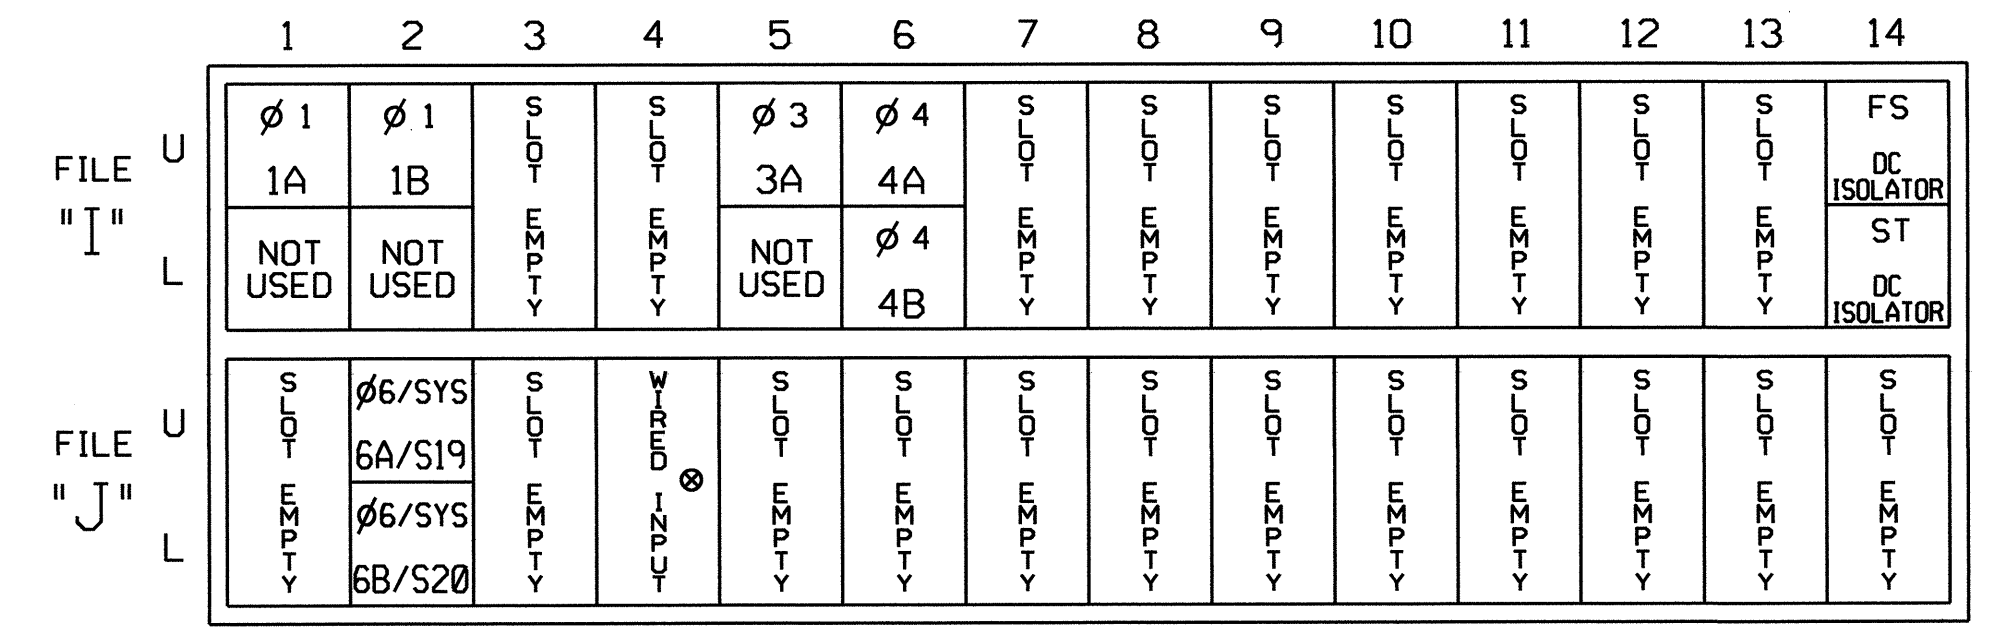 1 2 3 4 5 6 7 8 9 10 11 12 13 14
FILE
"I"
U
L
Ø 1
1A
NOT
USED
Ø 1
1B
NOT
USED
SLOT EMPTY
SLOT EMPTY
Ø 3
3A
NOT
USED
Ø 4
4A
Ø 4
4B
SLOT EMPTY
SLOT EMPTY
SLOT EMPTY
SLOT EMPTY
SLOT EMPTY
SLOT EMPTY
SLOT EMPTY
FS
DC
ISOLATOR
ST
DC
ISOLATOR
FILE
"J"
U
L
SLOT EMPTY
Ø6/SYS
6A/S19
Ø6/SYS
6B/S20
SLOT EMPTY
WIRED INPUT
SLOT EMPTY
SLOT EMPTY
SLOT EMPTY
SLOT EMPTY
SLOT EMPTY
SLOT EMPTY
SLOT EMPTY
SLOT EMPTY
SLOT EMPTY
SLOT EMPTY